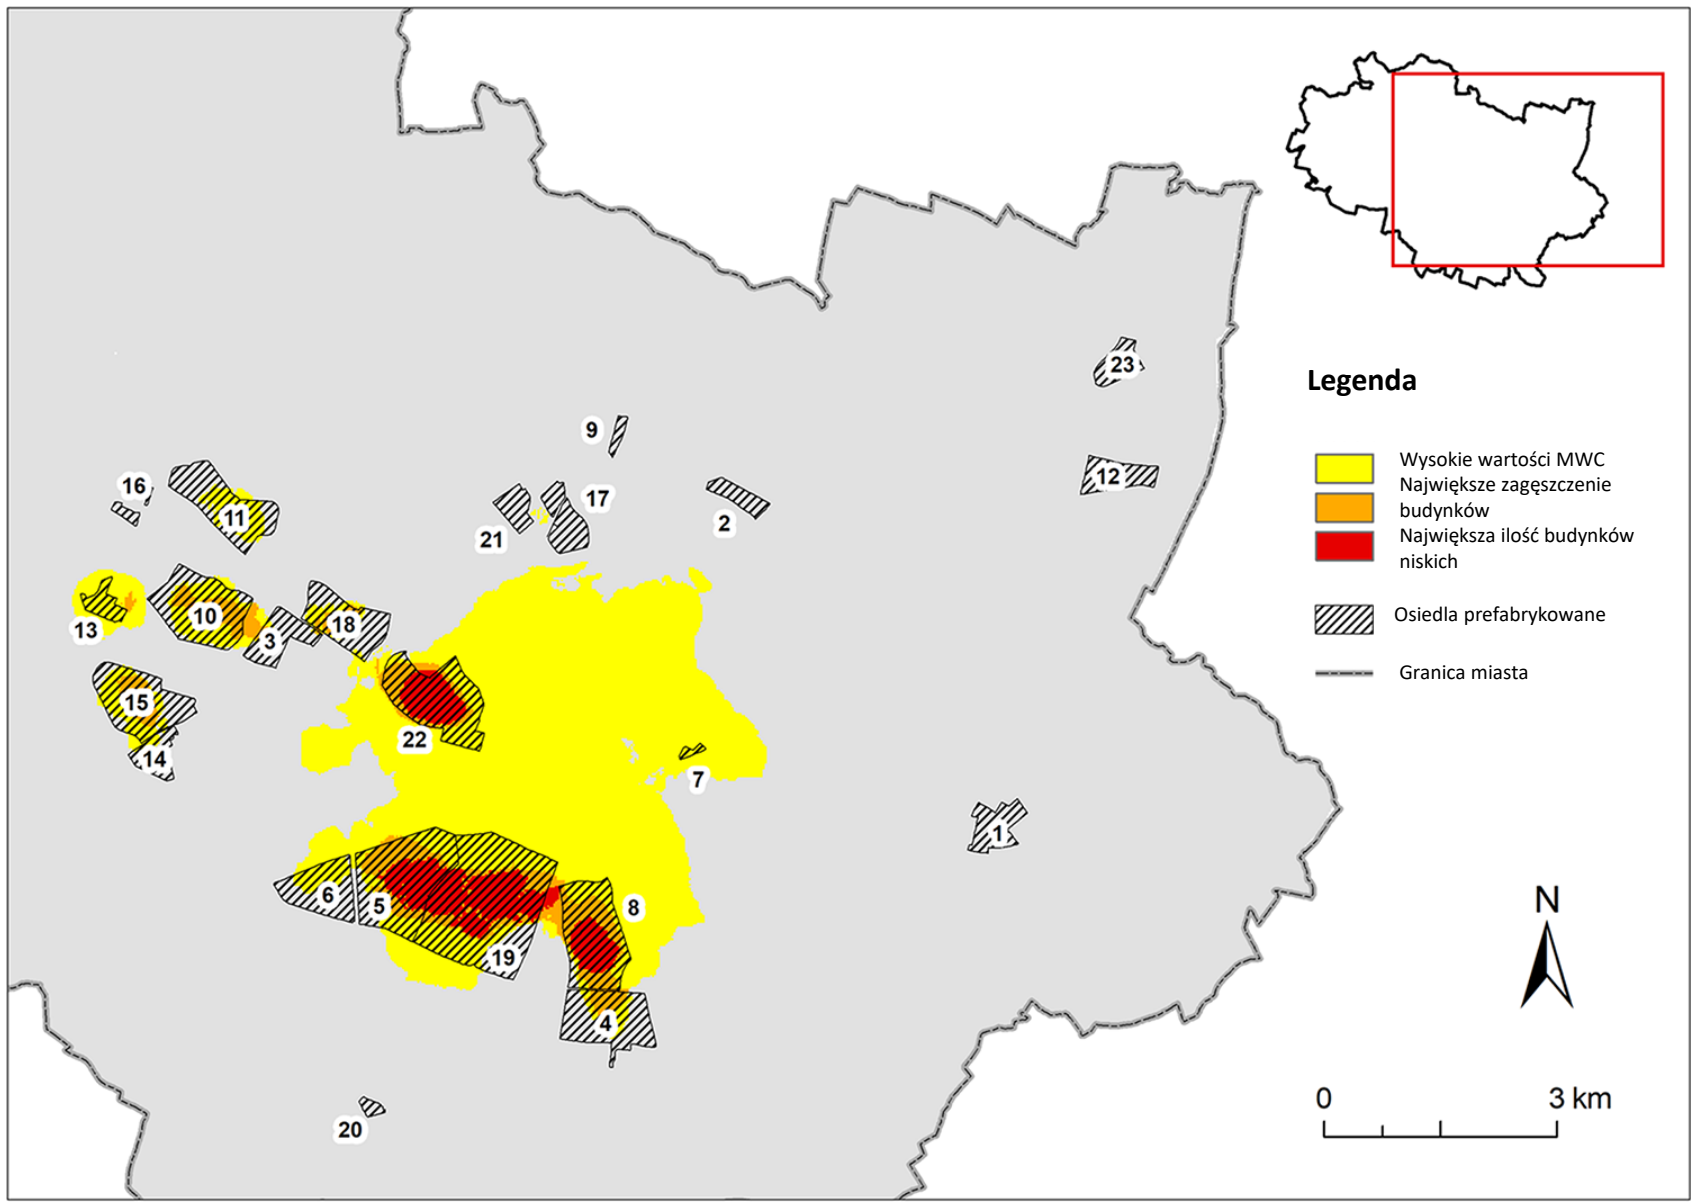 23
9
12
16
17
11
2
21
13
10
3
18
15
22
14
7
1
6
5
8
19
4
20
Legenda
Wysokie wartości MWC
Największe zagęszczenie
budynków
Największa ilość budynków
niskich
Osiedla prefabrykowane
Granica miasta
N
0 3 km